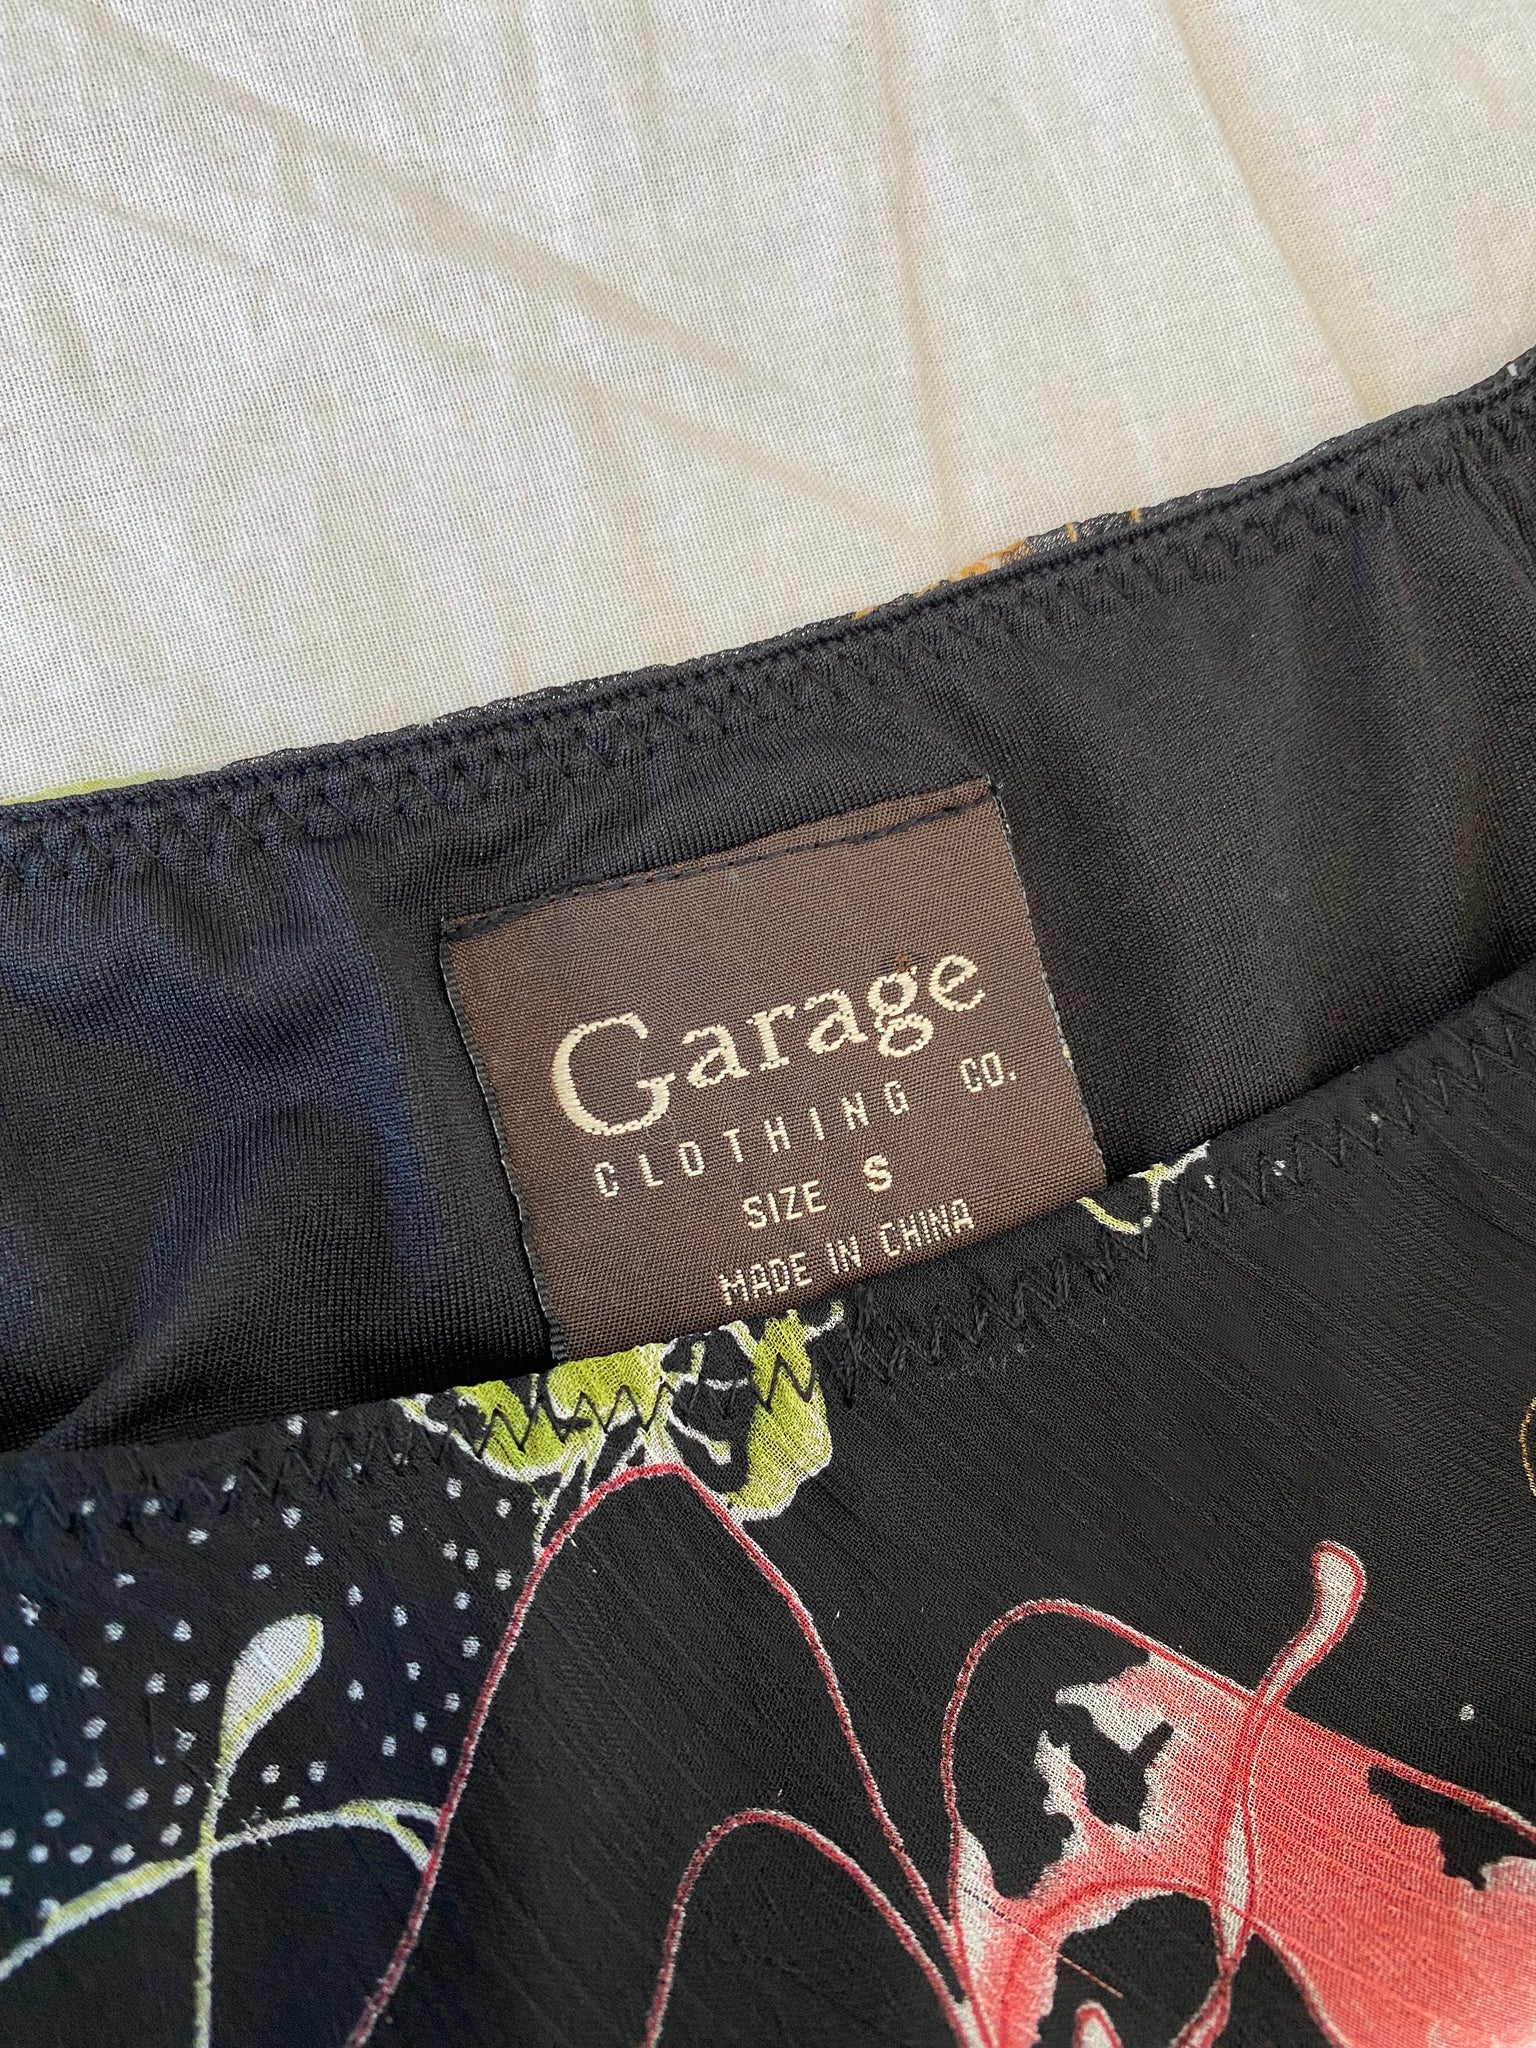 Garage
CLOTHING CO.
SIZE S
MADE IN CHINA